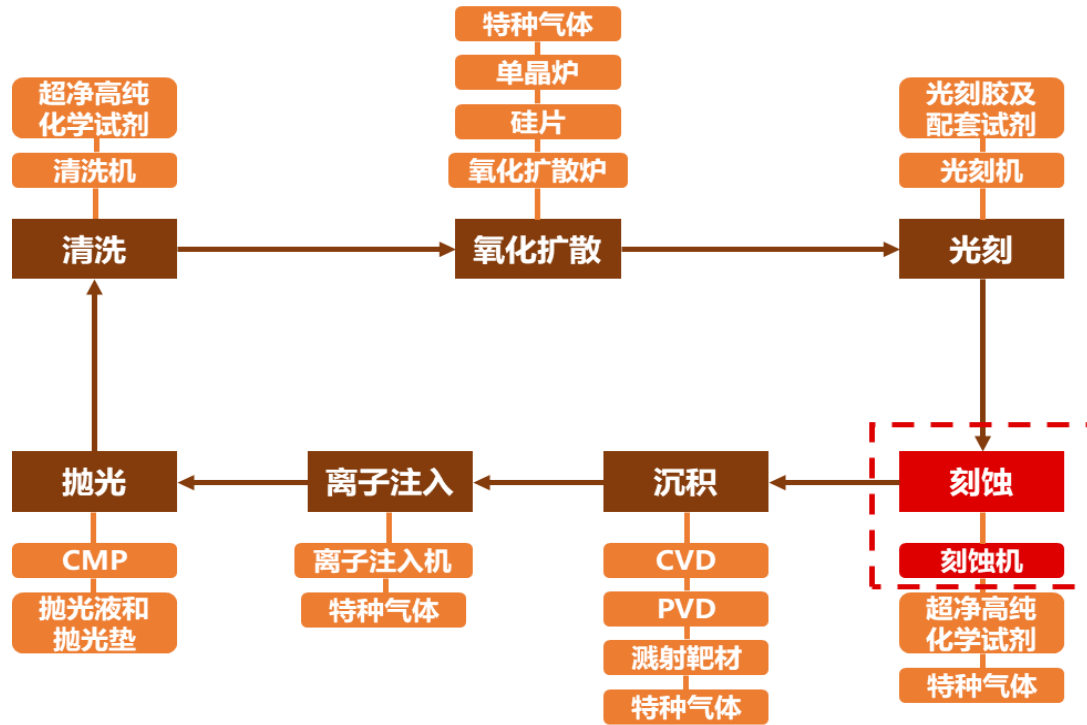 特种气体
单晶炉
硅片
氧化扩散炉
超净高纯
化学试剂
清洗机
光刻胶及
配套试剂
光刻机
清洗
氧化扩散
光刻
抛光
离子注入
沉积
刻蚀
CMP
抛光液和
抛光垫
离子注入机
特种气体
CVD
PVD
溅射靶材
特种气体
刻蚀机
超净高纯
化学试剂
特种气体